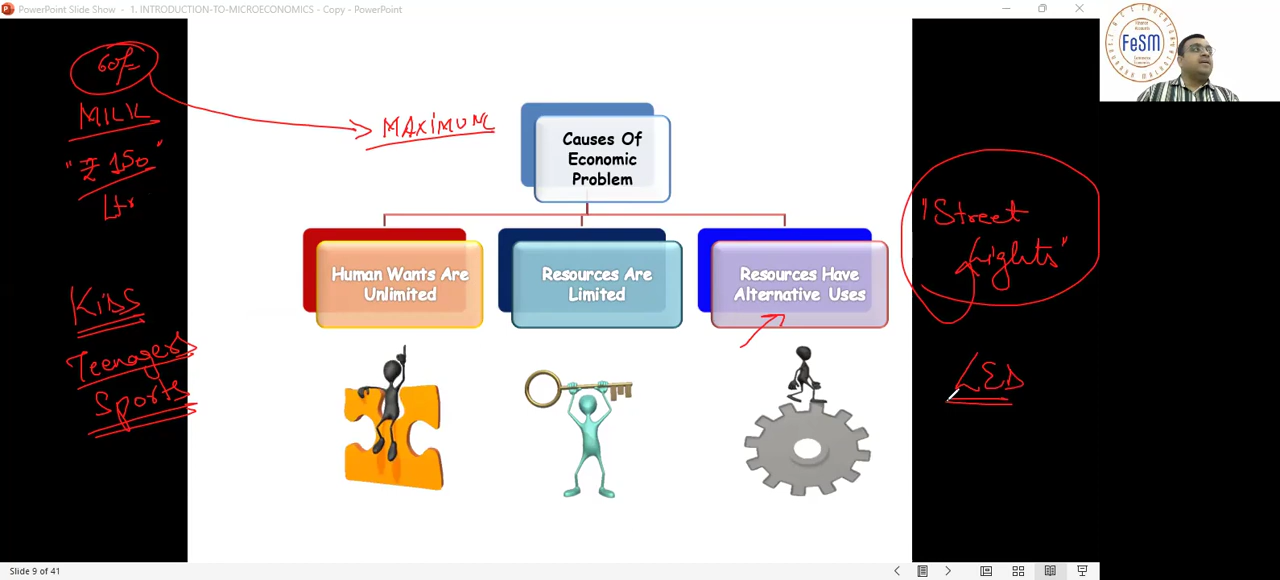 PowerPoint Slide Show - 1. INTRODUCTION-TO-MICROECONOMICS - Copy - PowerPoint
FeSM
60/-
MILK
"₹ 150"
Ltr
MAXIMUM
Causes Of
Economic
Problem
Human Wants Are
Unlimited
Resources Are
Limited
Resources Have
Alternative Uses
"Street
Lights"
KIDS
Teenagers
Sports
LED
Slide 9 of 41